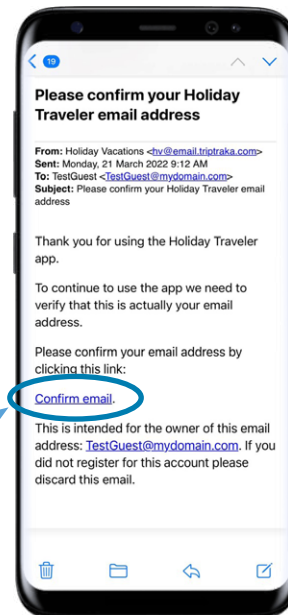 19
Please confirm your Holiday
Traveler email address
From: Holiday Vacations <hv@email.triptraka.com>
Sent: Monday, 21 March 2022 9:12 AM
To: TestGuest <TestGuest@mydomain.com>
Subject: Please confirm your Holiday Traveler email
address
Thank you for using the Holiday Traveler
app.
To continue to use the app we need to
verify that this is actually your email
address.
Please confirm your email address by
clicking this link:
Confirm email.
This is intended for the owner of this email
address: TestGuest@mydomain.com. If you
did not register for this account please
discard this email.